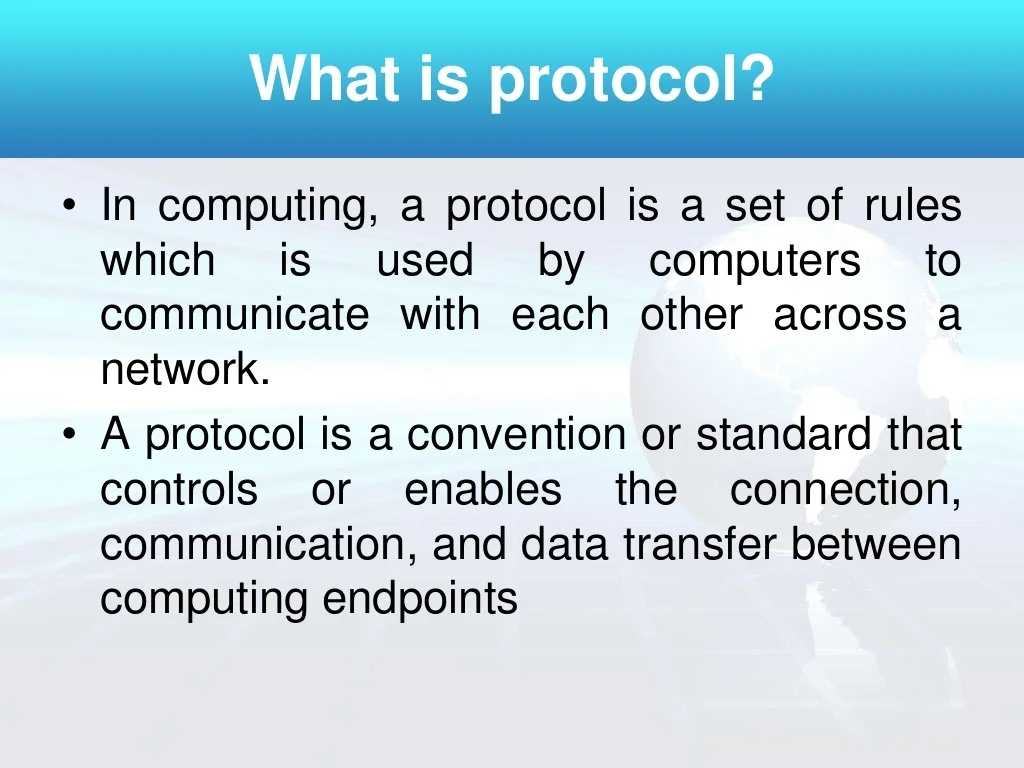 What is protocol?
• In computing, a protocol is a set of rules
which is used by computers to
communicate with each other across a
network.
• A protocol is a convention or standard that
controls or enables the connection,
communication, and data transfer between
computing endpoints